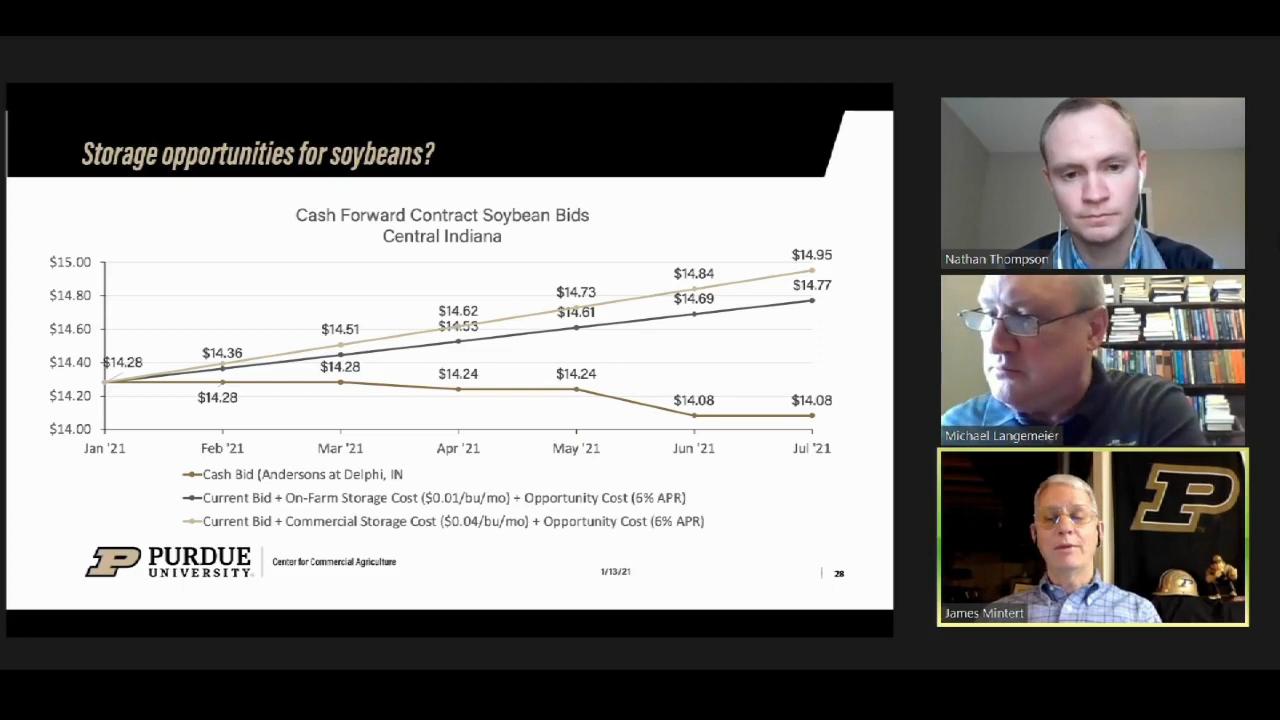 Storage opportunities for soybeans?
Cash Forward Contract Soybean Bids
Central Indiana
$15.00
$14.80
$14.60
$14.40
$14.20
$14.00
$14.28
$14.36
$14.51
$14.62
$14.73
$14.84
$14.95
$14.53
$14.61
$14.69
$14.77
$14.28
$14.28
$14.24
$14.24
$14.08
$14.08
Jan '21
Feb '21
Mar '21
Apr '21
May '21
Jun '21
Jul '21
Cash Bid (Andersons at Delphi, IN
Current Bid + On-Farm Storage Cost ($0.01/bu/mo) + Opportunity Cost (6% APR)
Current Bid + Commercial Storage Cost ($0.04/bu/mo) + Opportunity Cost (6% APR)
P PURDUE
UNIVERSITY
Center for Commercial Agriculture
1/13/21
28
Nathan Thompson
Michael Langemeier
P
P
James Mintert